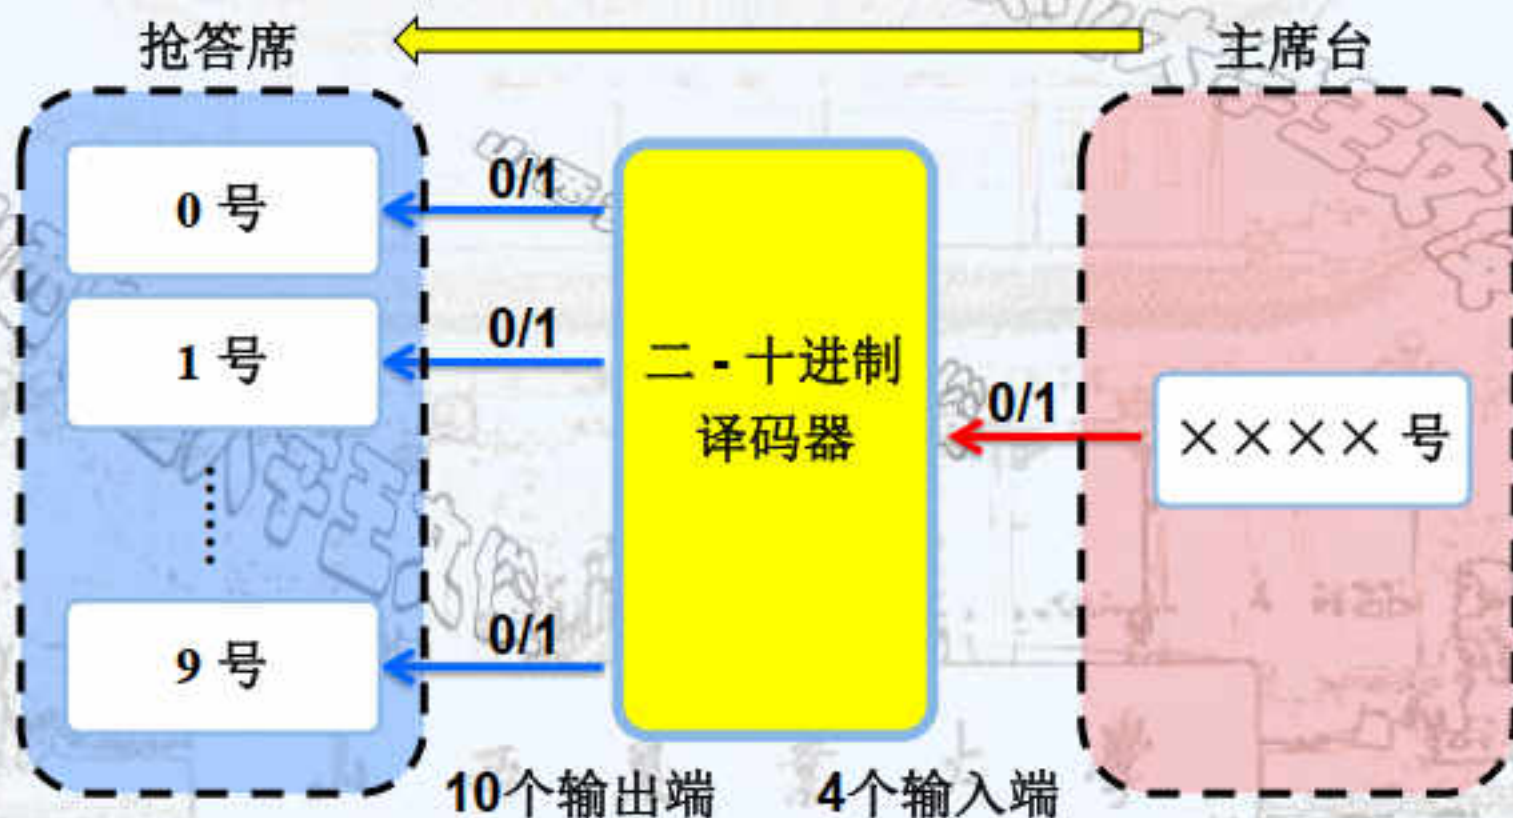 抢答席
主席台
0 号
0/1
1 号
0/1
二 - 十进制
译码器
0/1
×××× 号
……
9 号
0/1
10个输出端
4个输入端